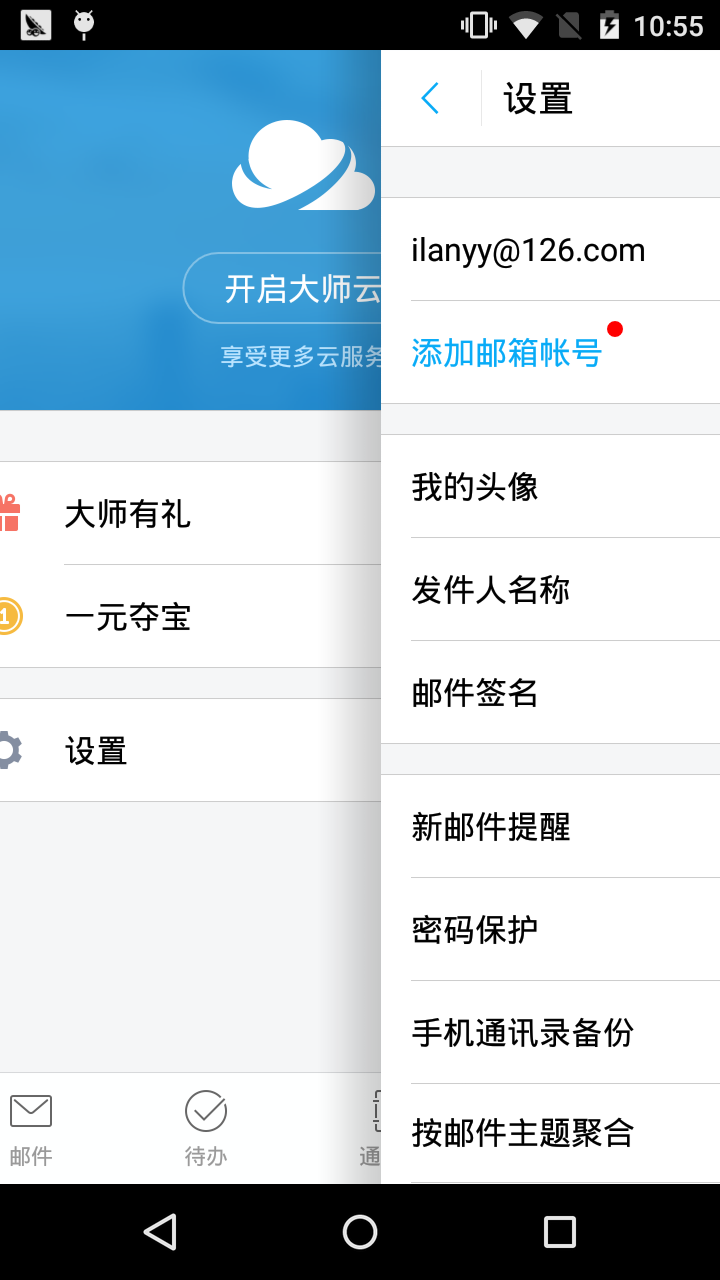 10:55
开启大师云
享受更多云服务
大师有礼
1
一元夺宝
设置
邮件
待办
通
设置
ilanyy@126.com
添加邮箱帐号
我的头像
发件人名称
邮件签名
新邮件提醒
密码保护
手机通讯录备份
按邮件主题聚合